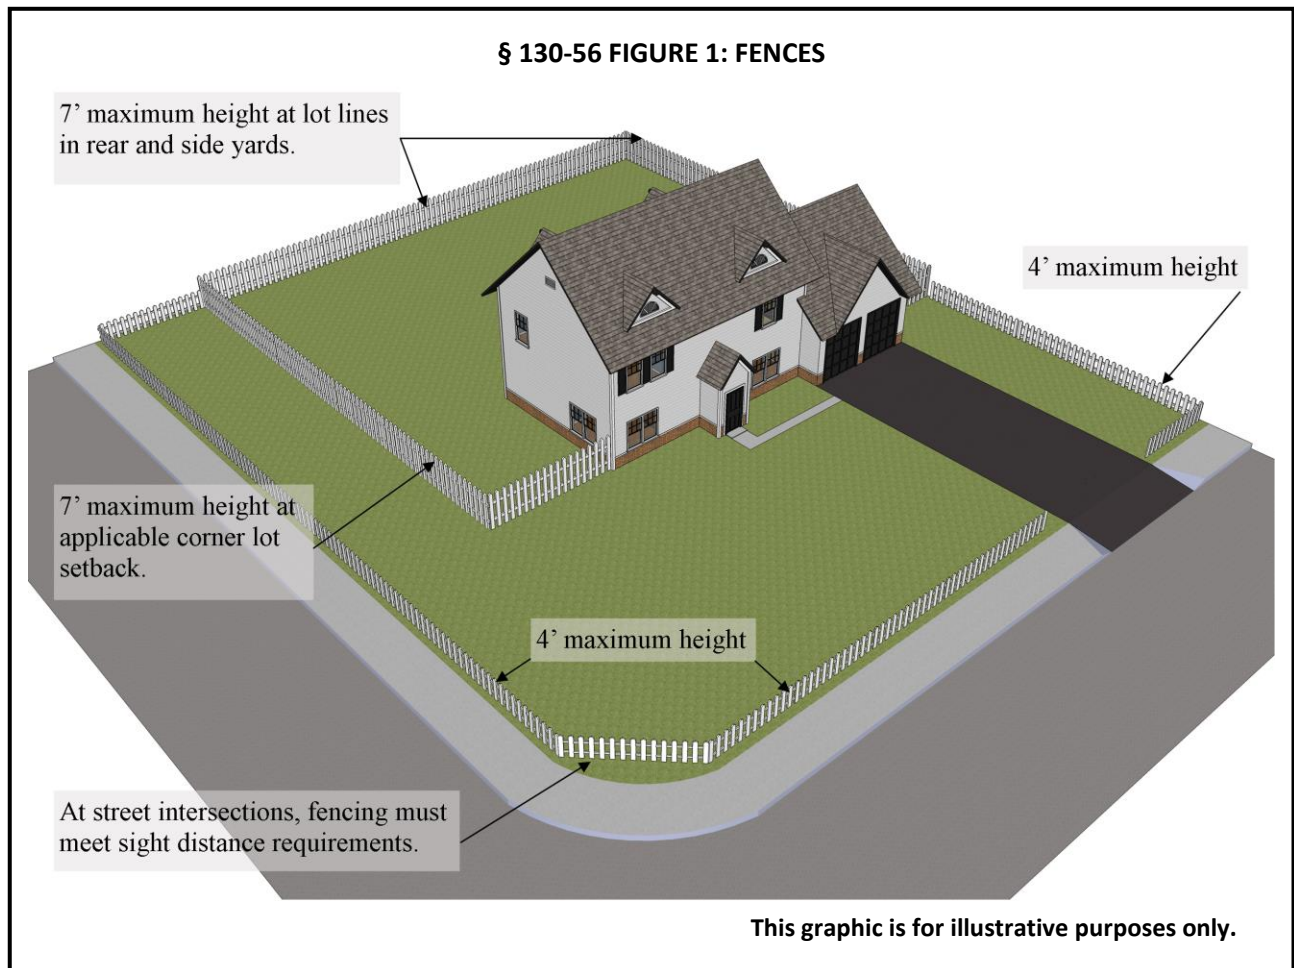 § 130-56 FIGURE 1: FENCES
7’ maximum height at lot lines
in rear and side yards.
4’ maximum height
7’ maximum height at
applicable corner lot
setback.
4’ maximum height
At street intersections, fencing must
meet sight distance requirements.
This graphic is for illustrative purposes only.